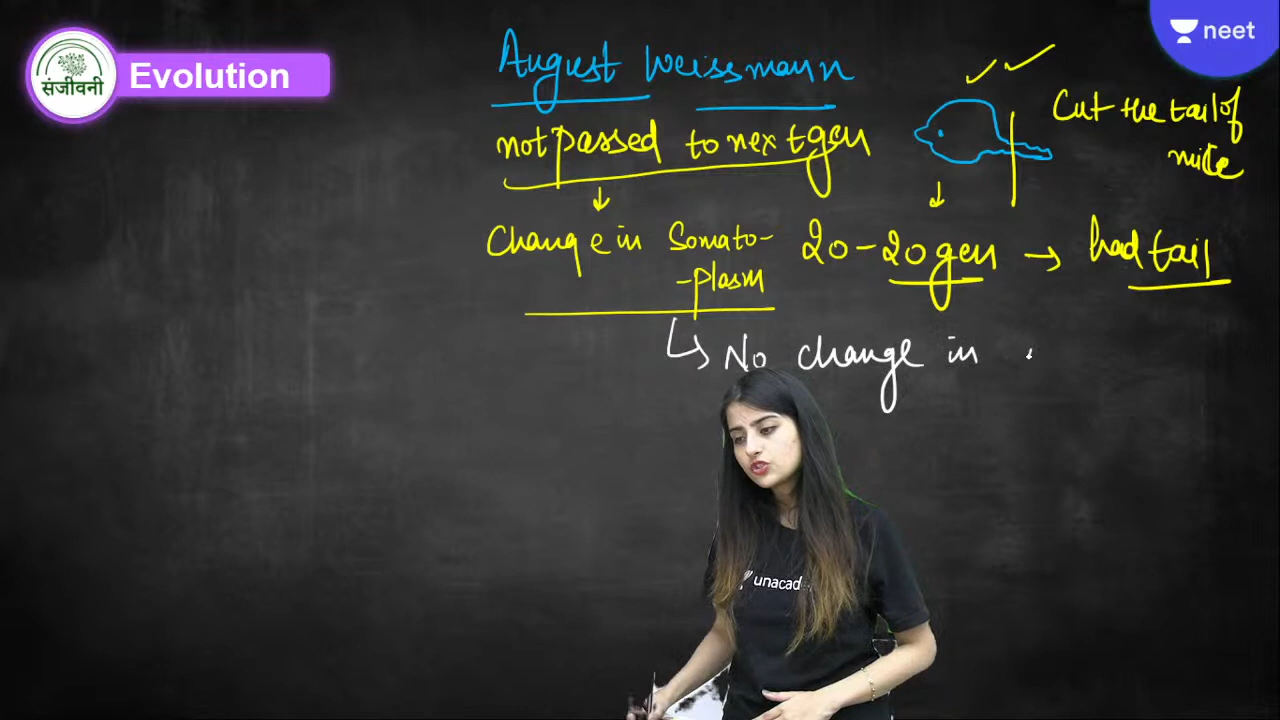 संजीवनी
Evolution
neet
August Weissmann
not passed to next gen
Cut the tail of
mice
Change in Somato-
-plasm
20-20 gen → had tail
No change in
unacad